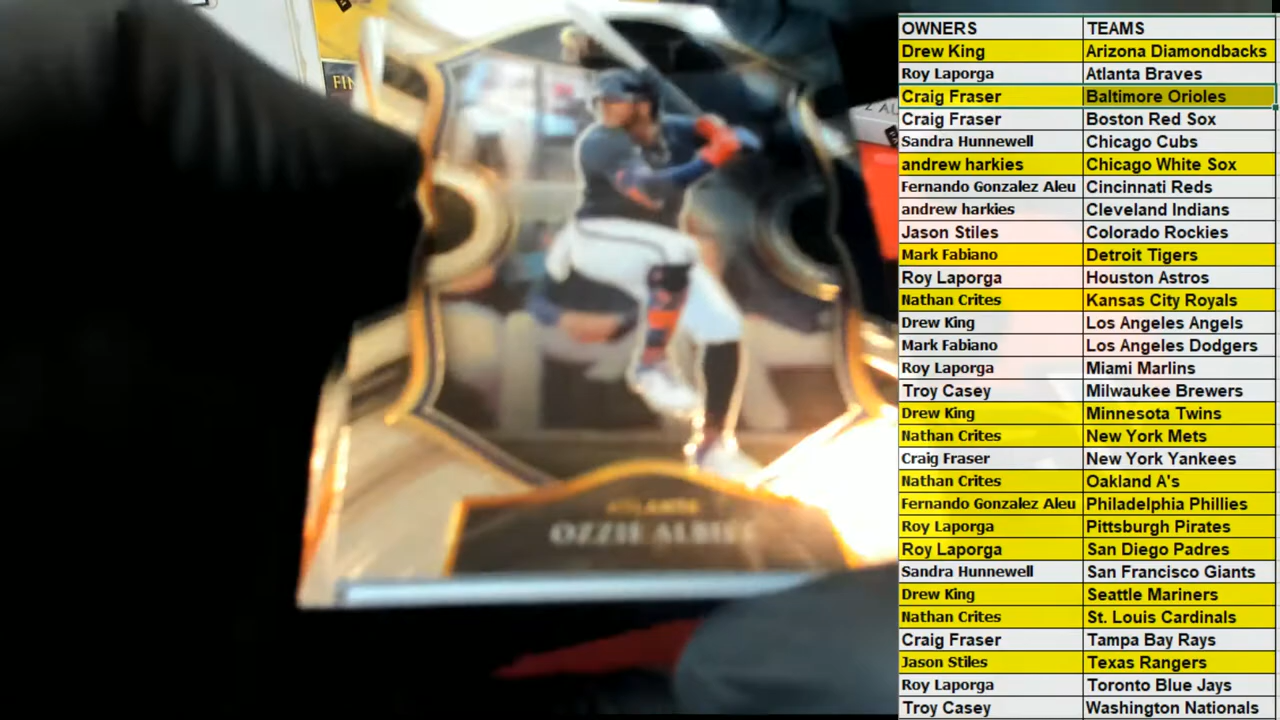 FIN
Z AU
ATLANTA
OZZIE ALBIES
OWNERS TEAMS
Drew King Arizona Diamondbacks
Roy Laporga Atlanta Braves
Craig Fraser Baltimore Orioles
Craig Fraser Boston Red Sox
Sandra Hunnewell Chicago Cubs
andrew harkies Chicago White Sox
Fernando Gonzalez Aleu Cincinnati Reds
andrew harkies Cleveland Indians
Jason Stiles Colorado Rockies
Mark Fabiano Detroit Tigers
Roy Laporga Houston Astros
Nathan Crites Kansas City Royals
Drew King Los Angeles Angels
Mark Fabiano Los Angeles Dodgers
Roy Laporga Miami Marlins
Troy Casey Milwaukee Brewers
Drew King Minnesota Twins
Nathan Crites New York Mets
Craig Fraser New York Yankees
Nathan Crites Oakland A's
Fernando Gonzalez Aleu Philadelphia Phillies
Roy Laporga Pittsburgh Pirates
Roy Laporga San Diego Padres
Sandra Hunnewell San Francisco Giants
Drew King Seattle Mariners
Nathan Crites St. Louis Cardinals
Craig Fraser Tampa Bay Rays
Jason Stiles Texas Rangers
Roy Laporga Toronto Blue Jays
Troy Casey Washington Nationals